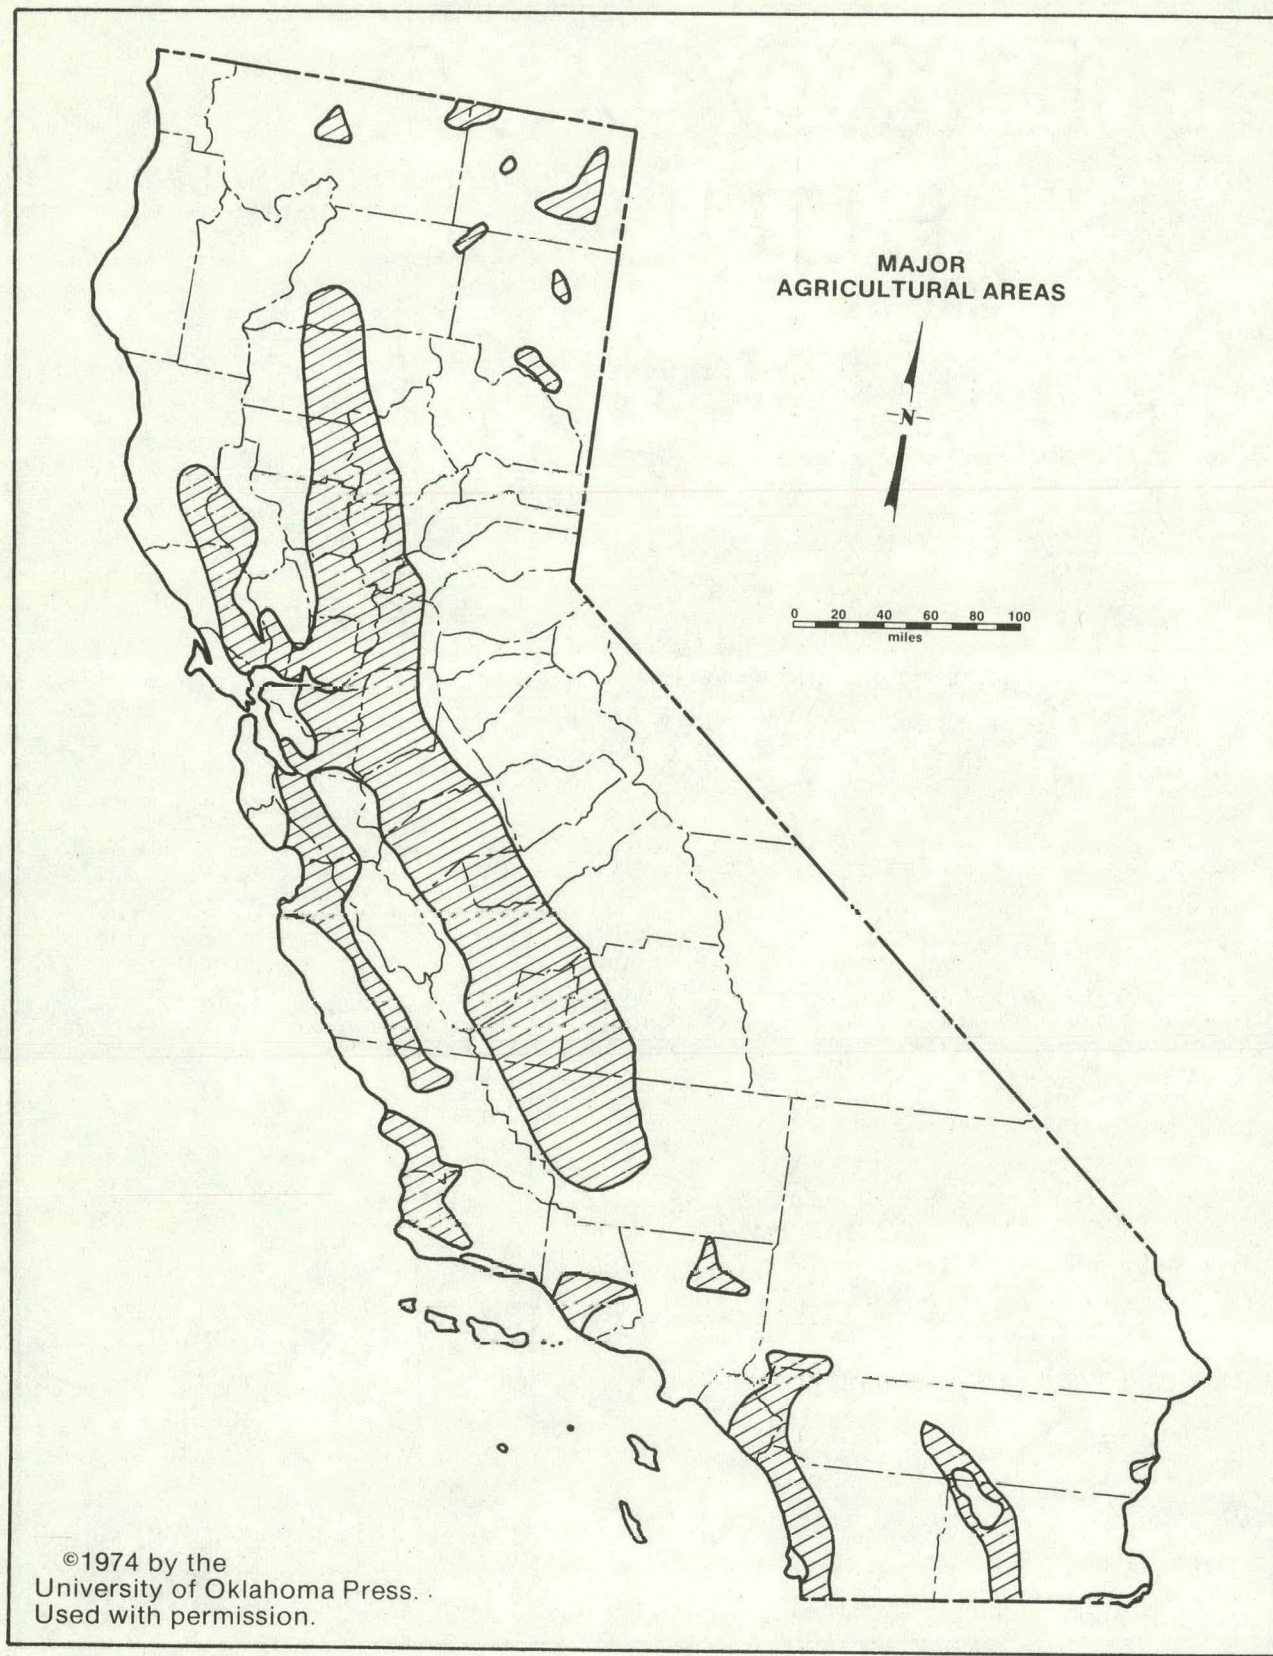 MAJOR
AGRICULTURAL AREAS
N
0 20 40 60 80 100
miles
©1974 by the
University of Oklahoma Press. .
Used with permission.